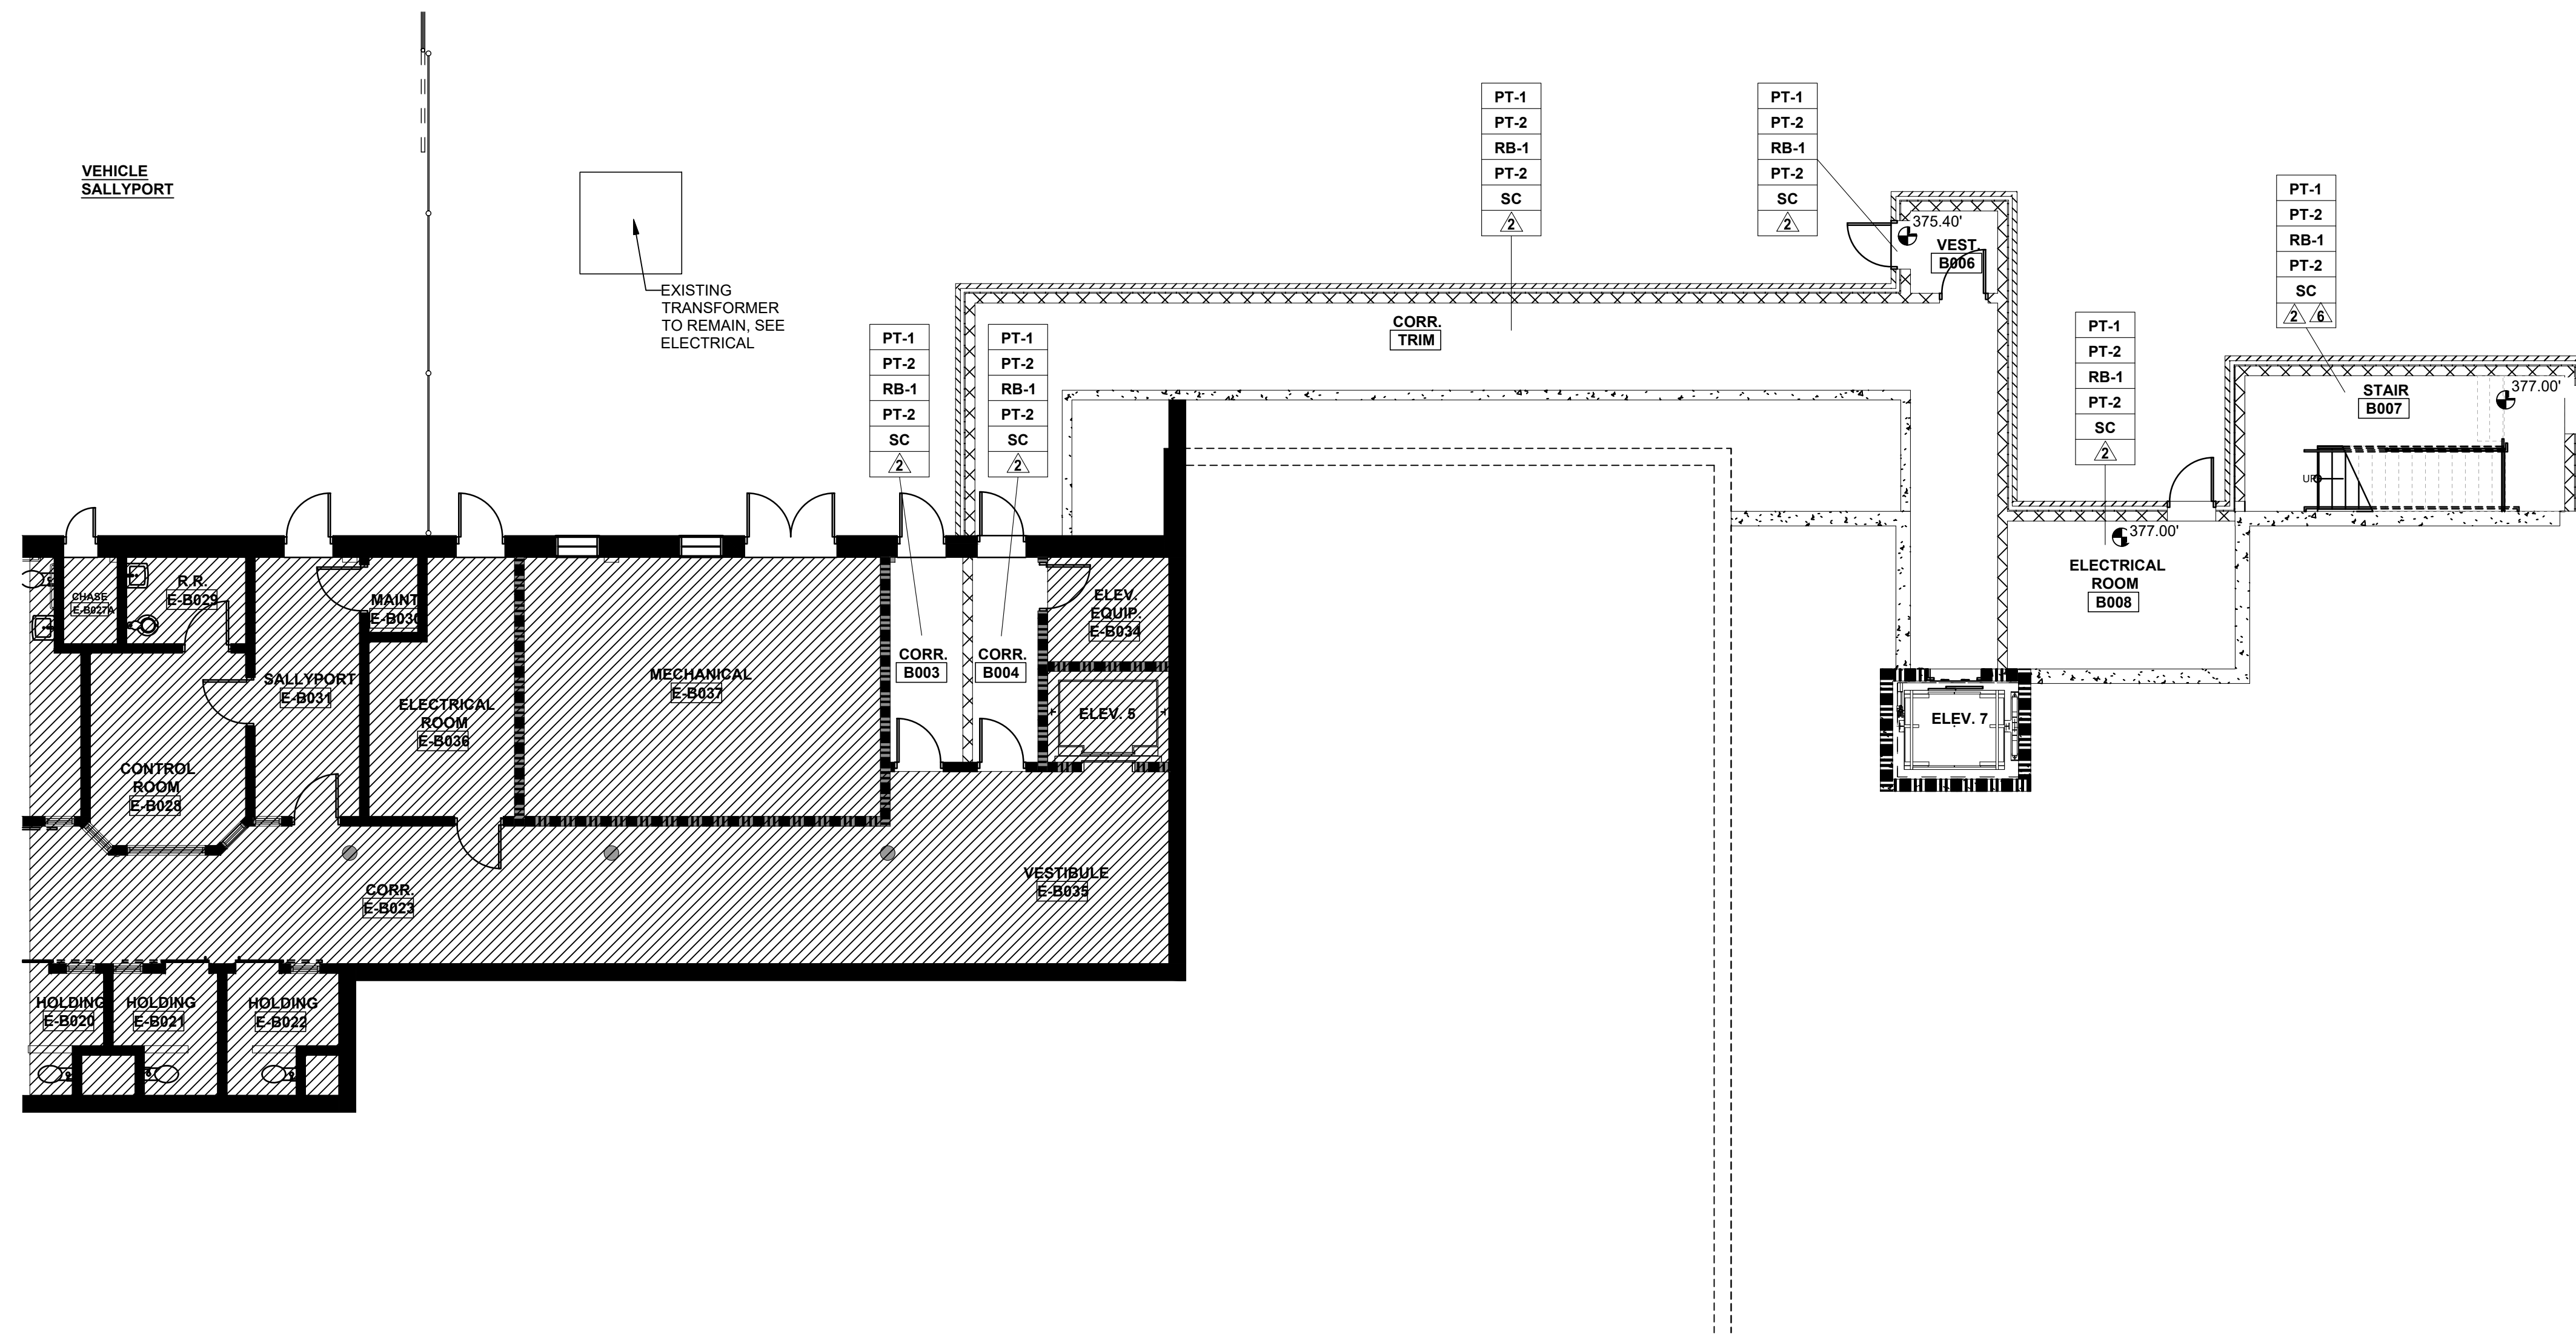 VEHICLE
SALLYPORT
EXISTING
TRANSFORMER
TO REMAIN, SEE
ELECTRICAL
PT-1
PT-2
RB-1
PT-2
SC
2
PT-1
PT-2
RB-1
PT-2
SC
2
PT-1
PT-2
RB-1
PT-2
SC
2
PT-1
PT-2
RB-1
PT-2
SC
2
PT-1
PT-2
RB-1
PT-2
SC
2
PT-1
PT-2
RB-1
PT-2
SC
2 6
375.40'
VEST.
B006
CORR.
TRIM
STAIR
B007
377.00'
UP
377.00'
ELECTRICAL
ROOM
B008
ELEV. 7
CHASE
E-B027A
R.R.
E-B029
MAINT
E-B030
SALLYPORT
E-B031
ELECTRICAL
ROOM
E-B036
MECHANICAL
E-B037
CORR.
B003
CORR.
B004
ELEV.
EQUIP.
E-B034
ELEV. 5
CONTROL
ROOM
E-B028
VESTIBULE
E-B035
CORR.
E-B023
HOLDING
E-B020
HOLDING
E-B021
HOLDING
E-B022